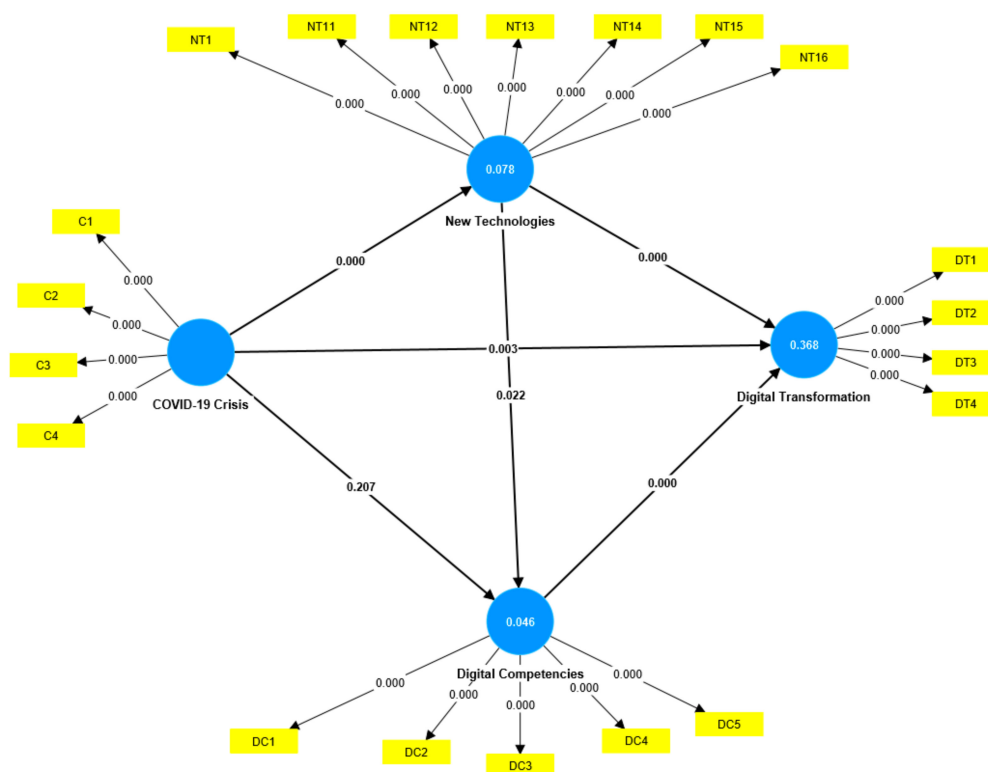 NT1
NT11
NT12
NT13
NT14
NT15
NT16
0.000
0.000
0.000
0.000
0.000
0.000
0.000
0.078
New Technologies
C1
C2
C3
C4
0.000
0.000
0.000
0.000
COVID-19 Crisis
0.000
0.000
0.003
0.022
0.207
0.000
DT1
DT2
DT3
DT4
0.000
0.000
0.000
0.000
0.368
Digital Transformation
0.046
Digital Competencies
0.000
0.000
0.000
0.000
0.000
DC1
DC2
DC3
DC4
DC5